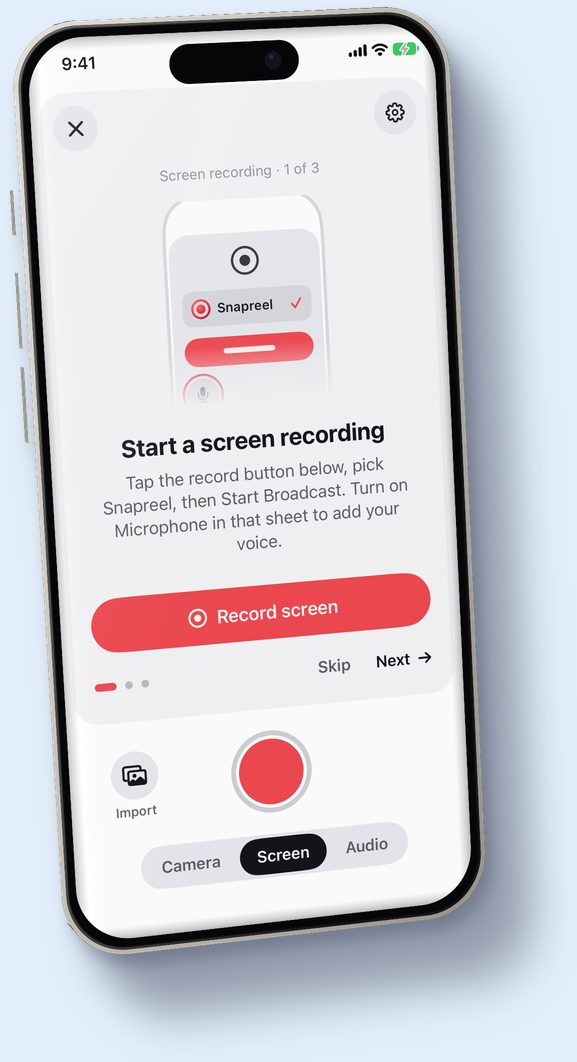 9:41
Screen recording · 1 of 3
Snapreel
Start a screen recording
Tap the record button below, pick
Snapreel, then Start Broadcast. Turn on
Microphone in that sheet to add your
voice.
Record screen
Skip
Next →
Import
Camera
Screen
Audio